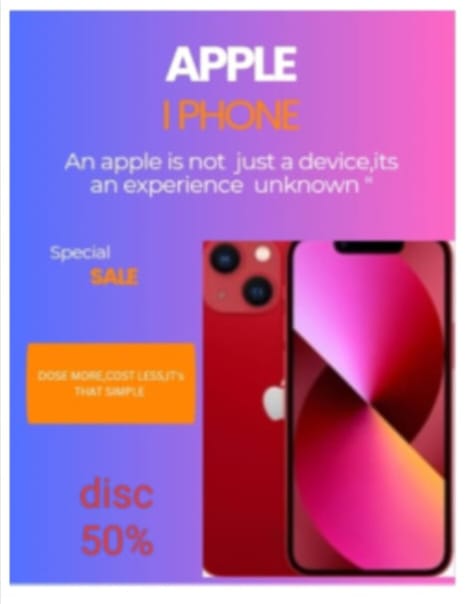 APPLE
I PHONE
An apple is not just a device,its
an experience unknown “
Special
SALE
DOSE MORE,COST LESS,IT's
THAT SIMPLE
disc
50%